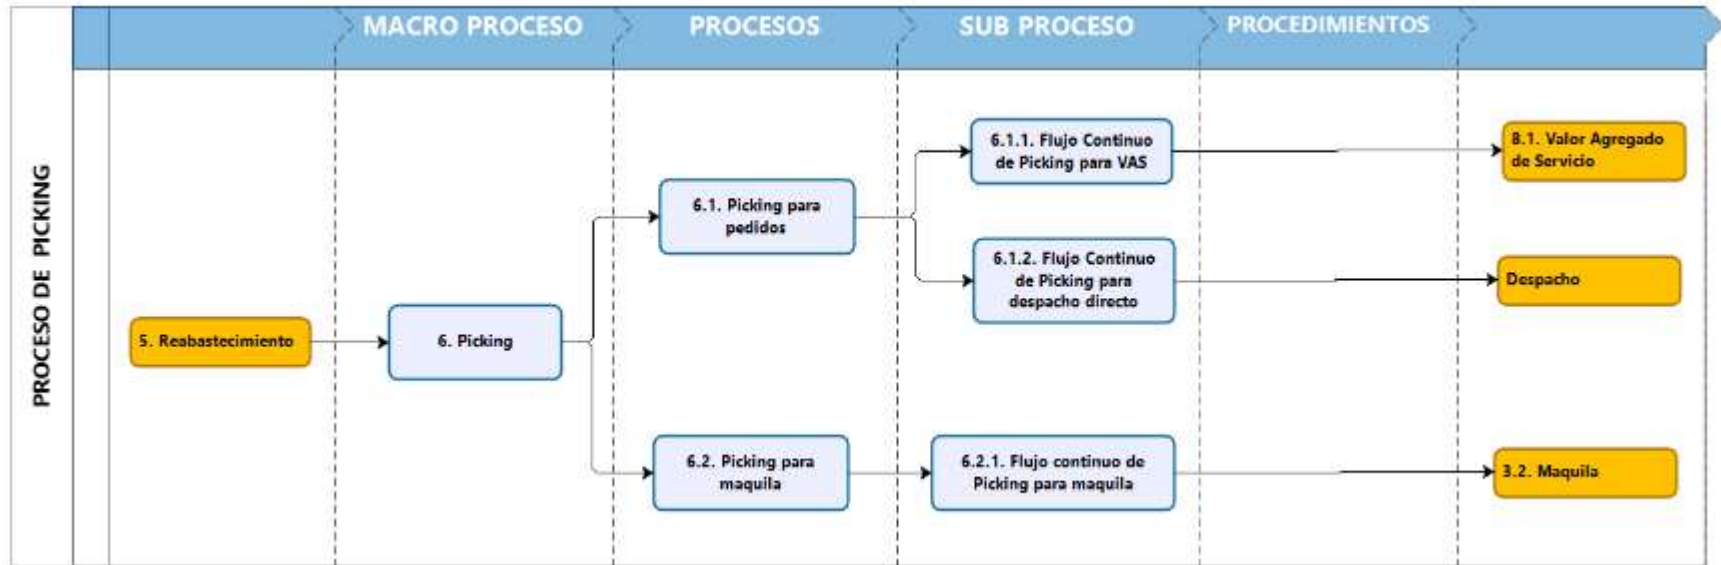 MACRO PROCESO
PROCESOS
SUB PROCESO
PROCEDIMIENTOS
PROCESO DE PICKING
5. Reabastecimiento
6. Picking
6.1. Picking para
pedidos
6.2. Picking para
maquila
6.1.1. Flujo Continuo
de Picking para VAS
6.1.2. Flujo Continuo
de Picking para
despacho directo
6.2.1. Flujo continuo de
Picking para maquila
8.1. Valor Agregado
de Servicio
Despacho
3.2. Maquila